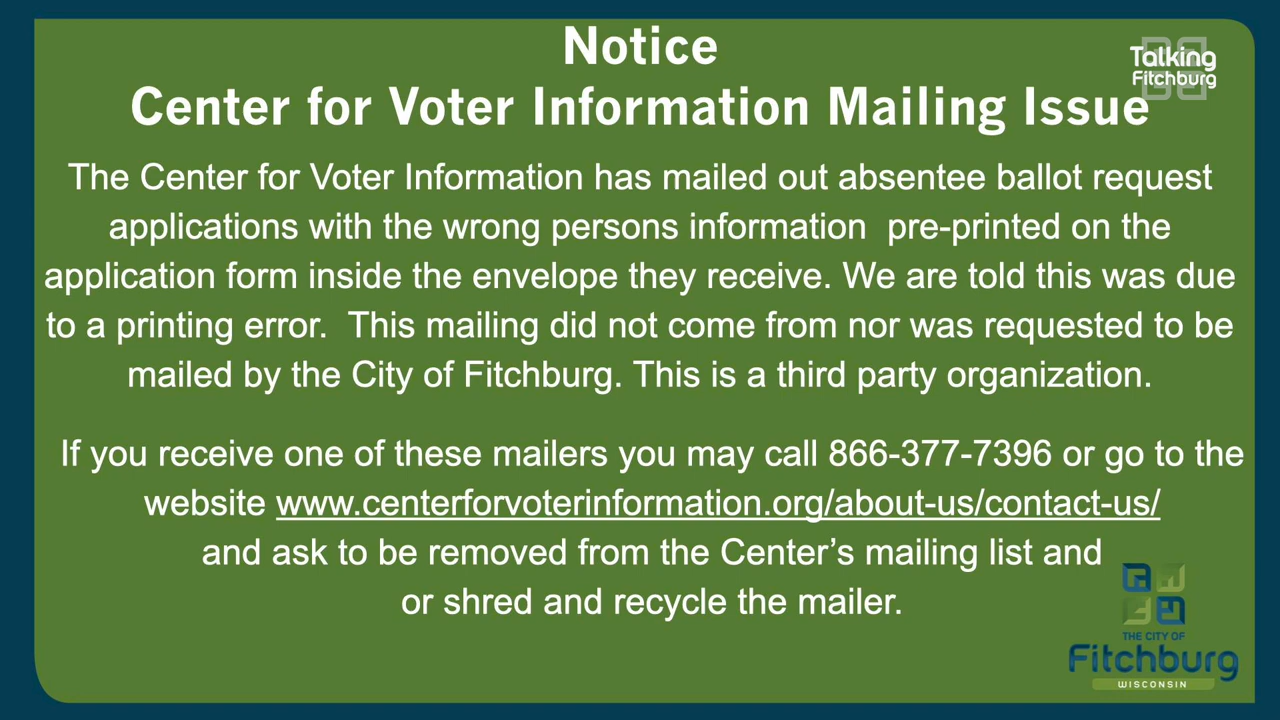 Notice
Talking
Fitchburg
Center for Voter Information Mailing Issue
The Center for Voter Information has mailed out absentee ballot request
applications with the wrong persons information  pre-printed on the
application form inside the envelope they receive. We are told this was due
to a printing error.  This mailing did not come from nor was requested to be
mailed by the City of Fitchburg. This is a third party organization.
If you receive one of these mailers you may call 866-377-7396 or go to the
website www.centerforvoterinformation.org/about-us/contact-us/
and ask to be removed from the Center’s mailing list and
or shred and recycle the mailer.
THE CITY OF
Fitchburg
WISCONSIN